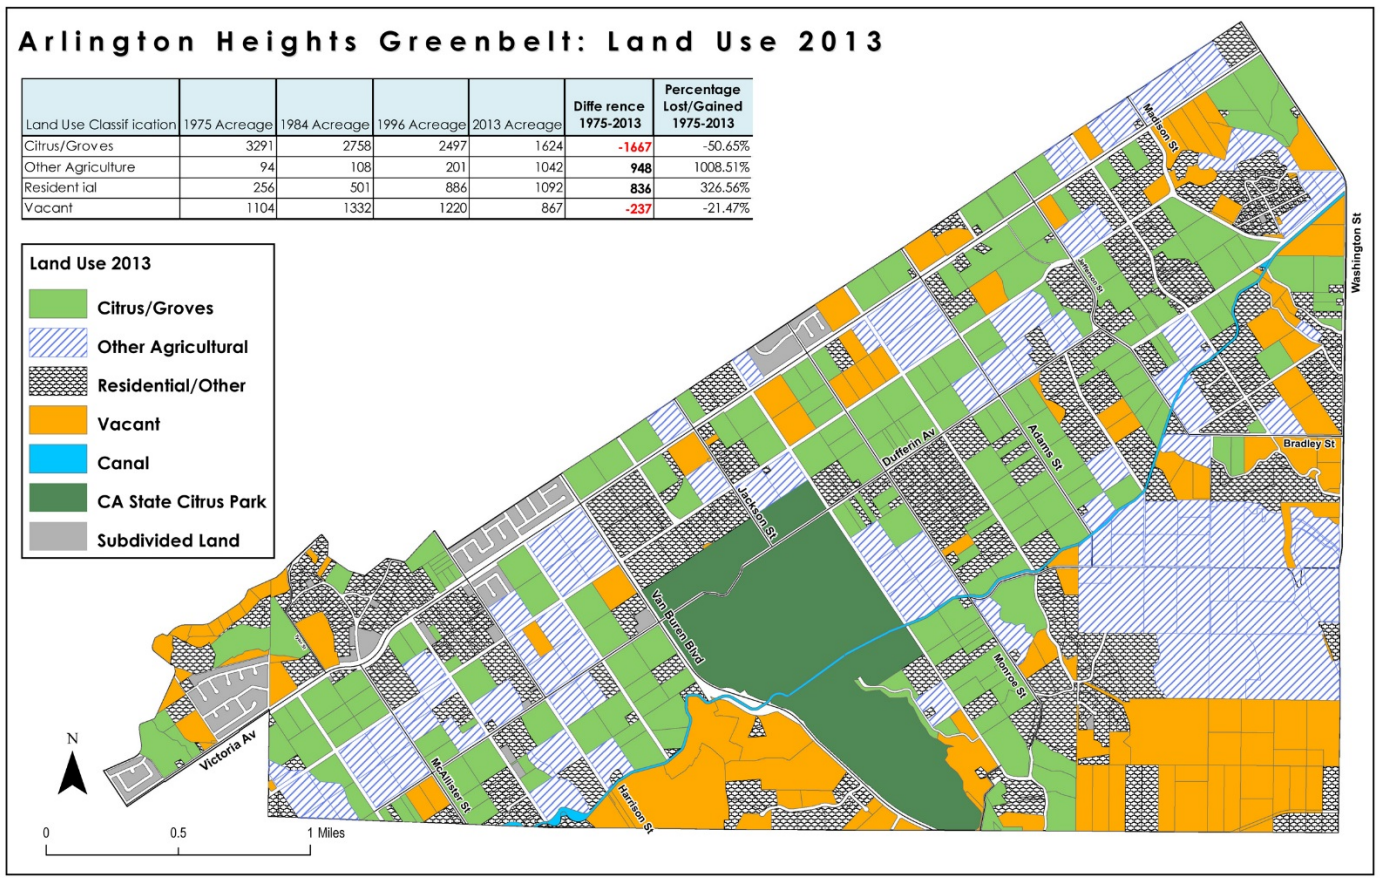 Arlington Heights Greenbelt: Land Use 2013
Percentage
Diffe rence Lost/Gained
Land Use Classif ication 1975 Acreage 1984 Acreage 1996 Acreage 2013 Acreage 1975-2013 1975-2013
Citrus/Groves 3291 2758 2497 1624 -1667 -50.65%
Other Agriculture 94 108 201 1042 948 1008.51%
Resident ial 256 501 886 1092 836 326.56%
Vacant 1104 1332 1220 867 -237 -21.47%
Land Use 2013
Citrus/Groves
Other Agricultural
Residential/Other
Vacant
Canal
CA State Citrus Park
Subdivided Land
Madison St
Washington St
Jefferson St
Bradley St
Adams St
Dufferin Av
Jackson St
Van Buren Blvd
Monroe St
Victoria Av
McAllister St
Harrison St
N
0 0.5 1 Miles